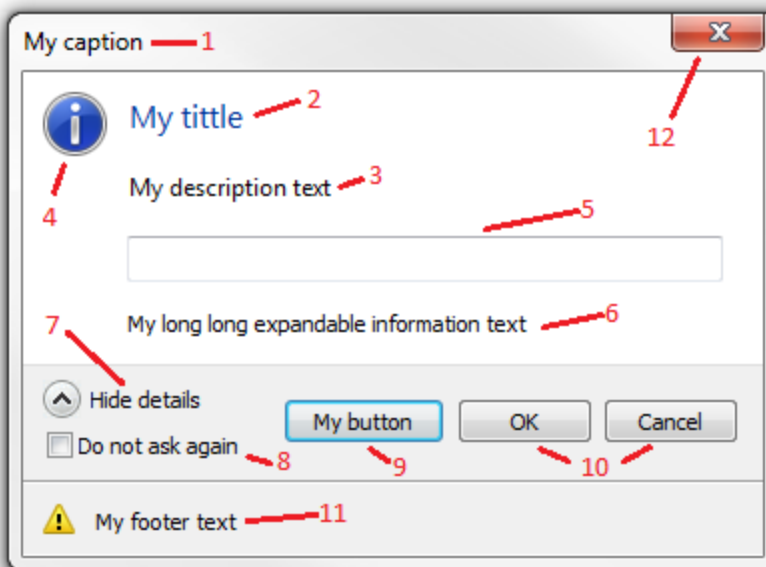 My caption 1
My tittle 2
12
My description text 3
4
5
My long long expandable information text 6
7
Hide details
My button OK Cancel
Do not ask again 8
9 10
My footer text 11